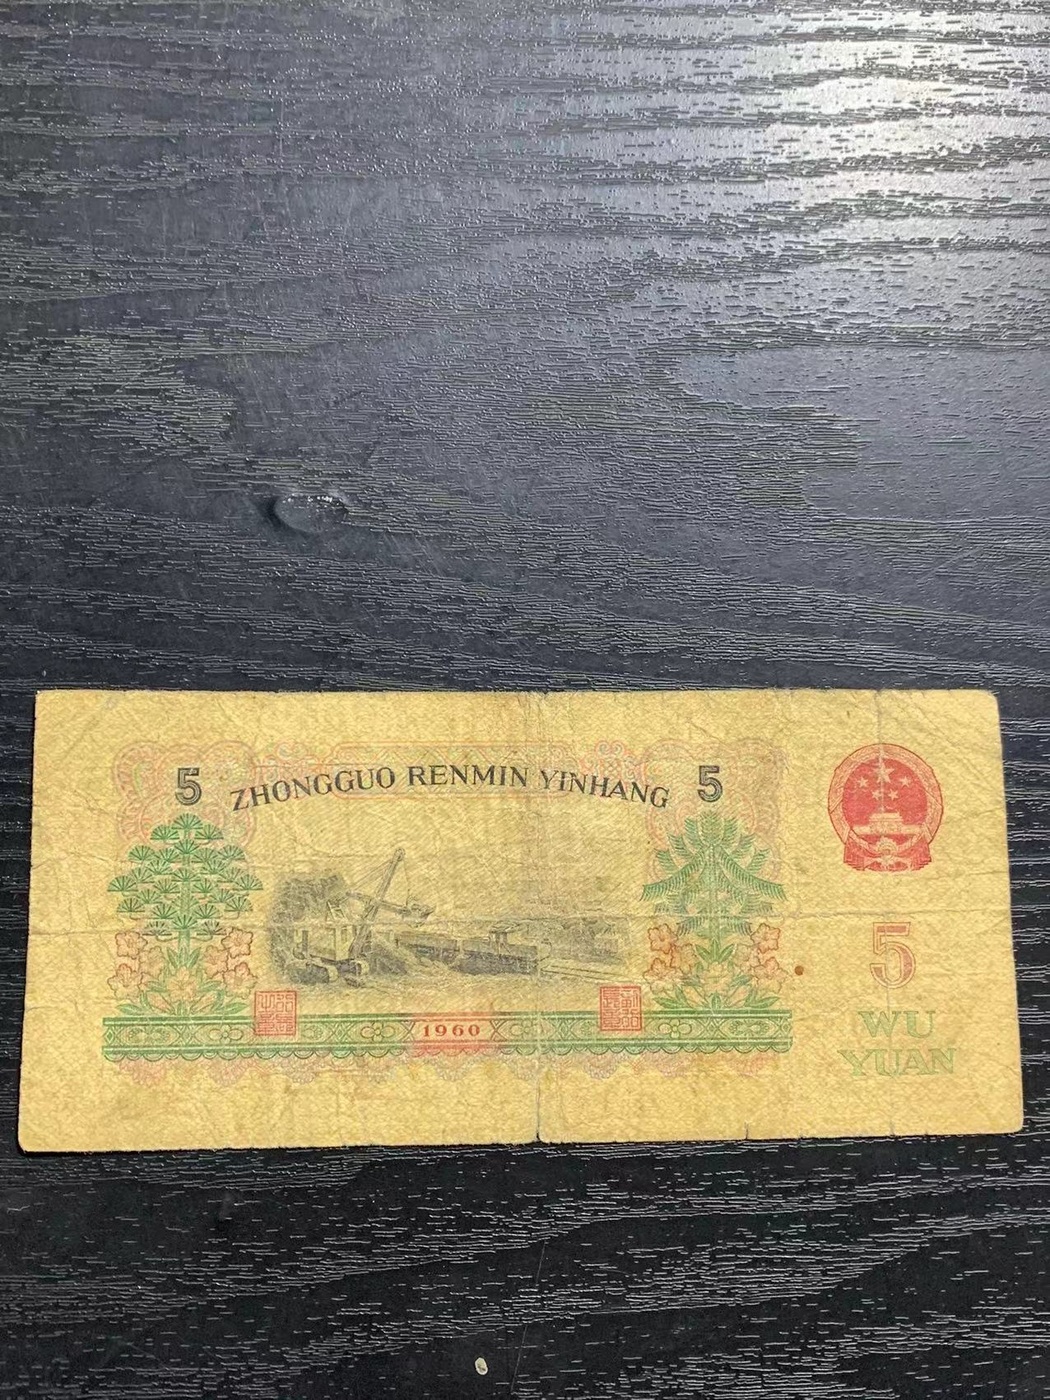 5 ZHONGGUO RENMIN YINHANG 5
5
1960
WU
YUAN